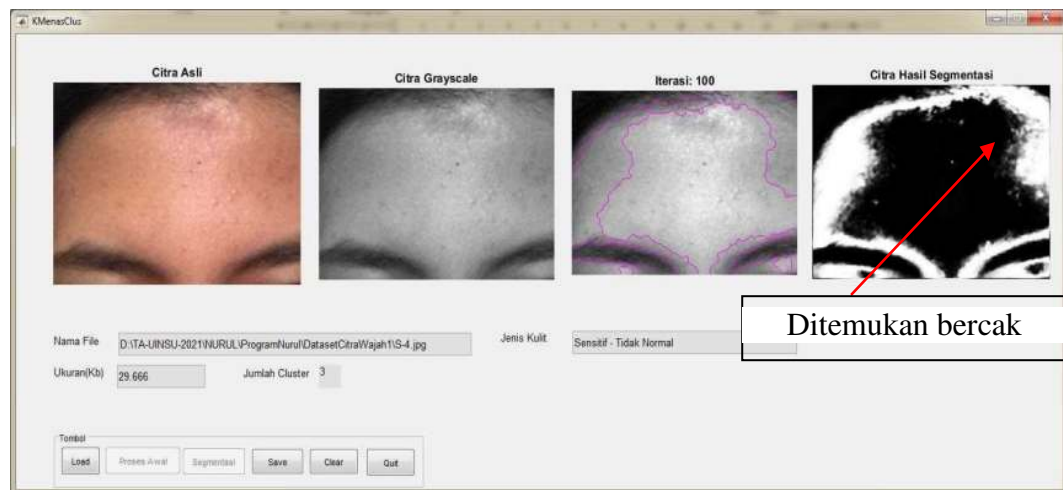 KMenasClus
Citra Asli
Citra Grayscale
Iterasi: 100
Citra Hasil Segmentasi
Ditemukan bercak
Nama File
D:\TA-UINSU-2021\NURUL\ProgramNurul\DatasetCitraWajah1\S-4.jpg
Jenis Kulit
Sensitif - Tidak Normal
Ukuran(Kb)
29.666
Jumlah Cluster
3
Tombol
Load
Proses Awal
Segmentasi
Save
Clear
Quit